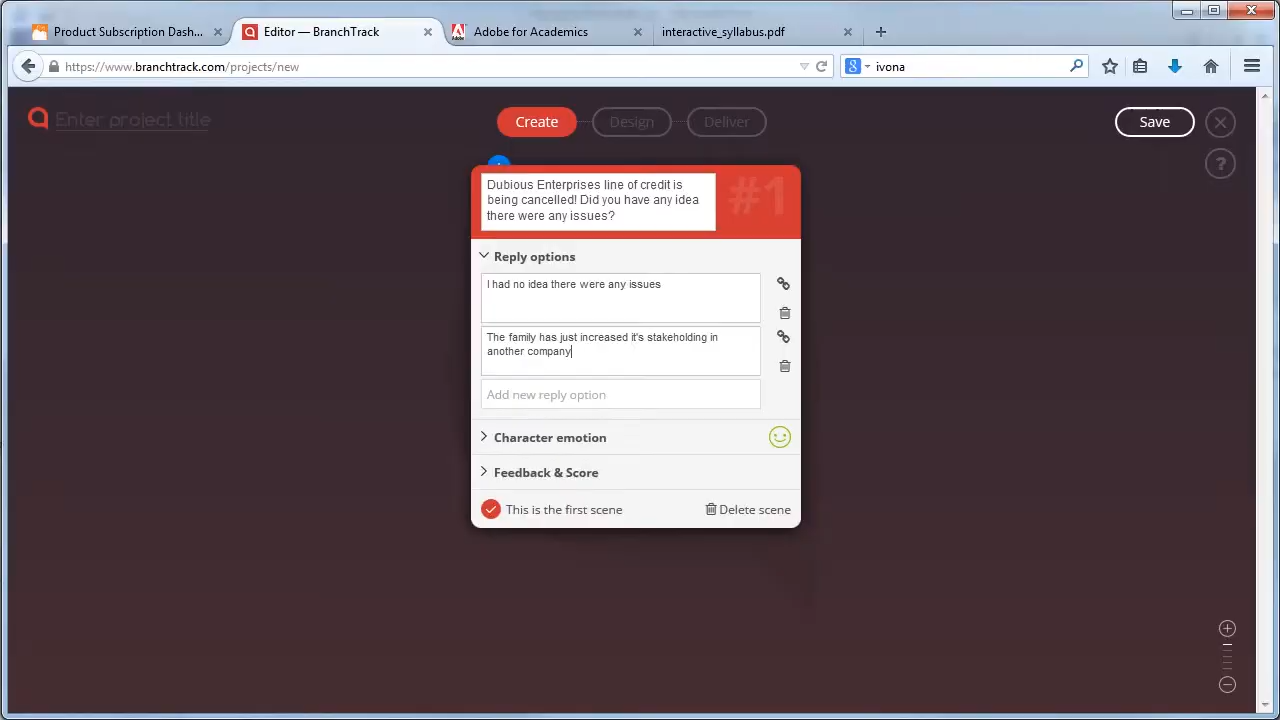 Product Subscription Dash...
Editor — BranchTrack
Adobe for Academics
interactive_syllabus.pdf
https://www.branchtrack.com/projects/new
ivona
Enter project title
Create
Design
Deliver
Save
?
Dubious Enterprises line of credit is
being cancelled! Did you have any idea
there were any issues?
#1
Reply options
I had no idea there were any issues
The family has just increased it's stakeholding in
another company
Add new reply option
Character emotion
Feedback & Score
This is the first scene
Delete scene